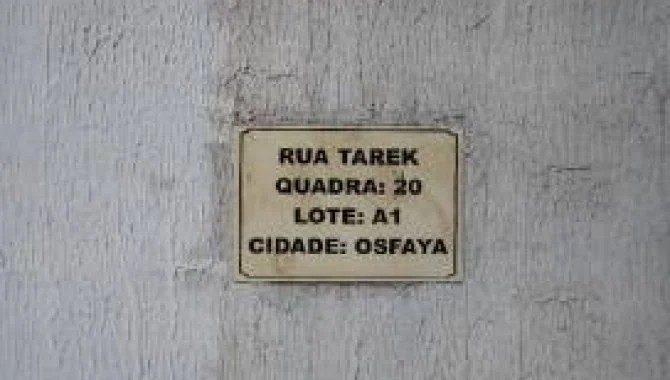 RUA TAREK
QUADRA: 20
LOTE: A1
CIDADE: OSFAYA